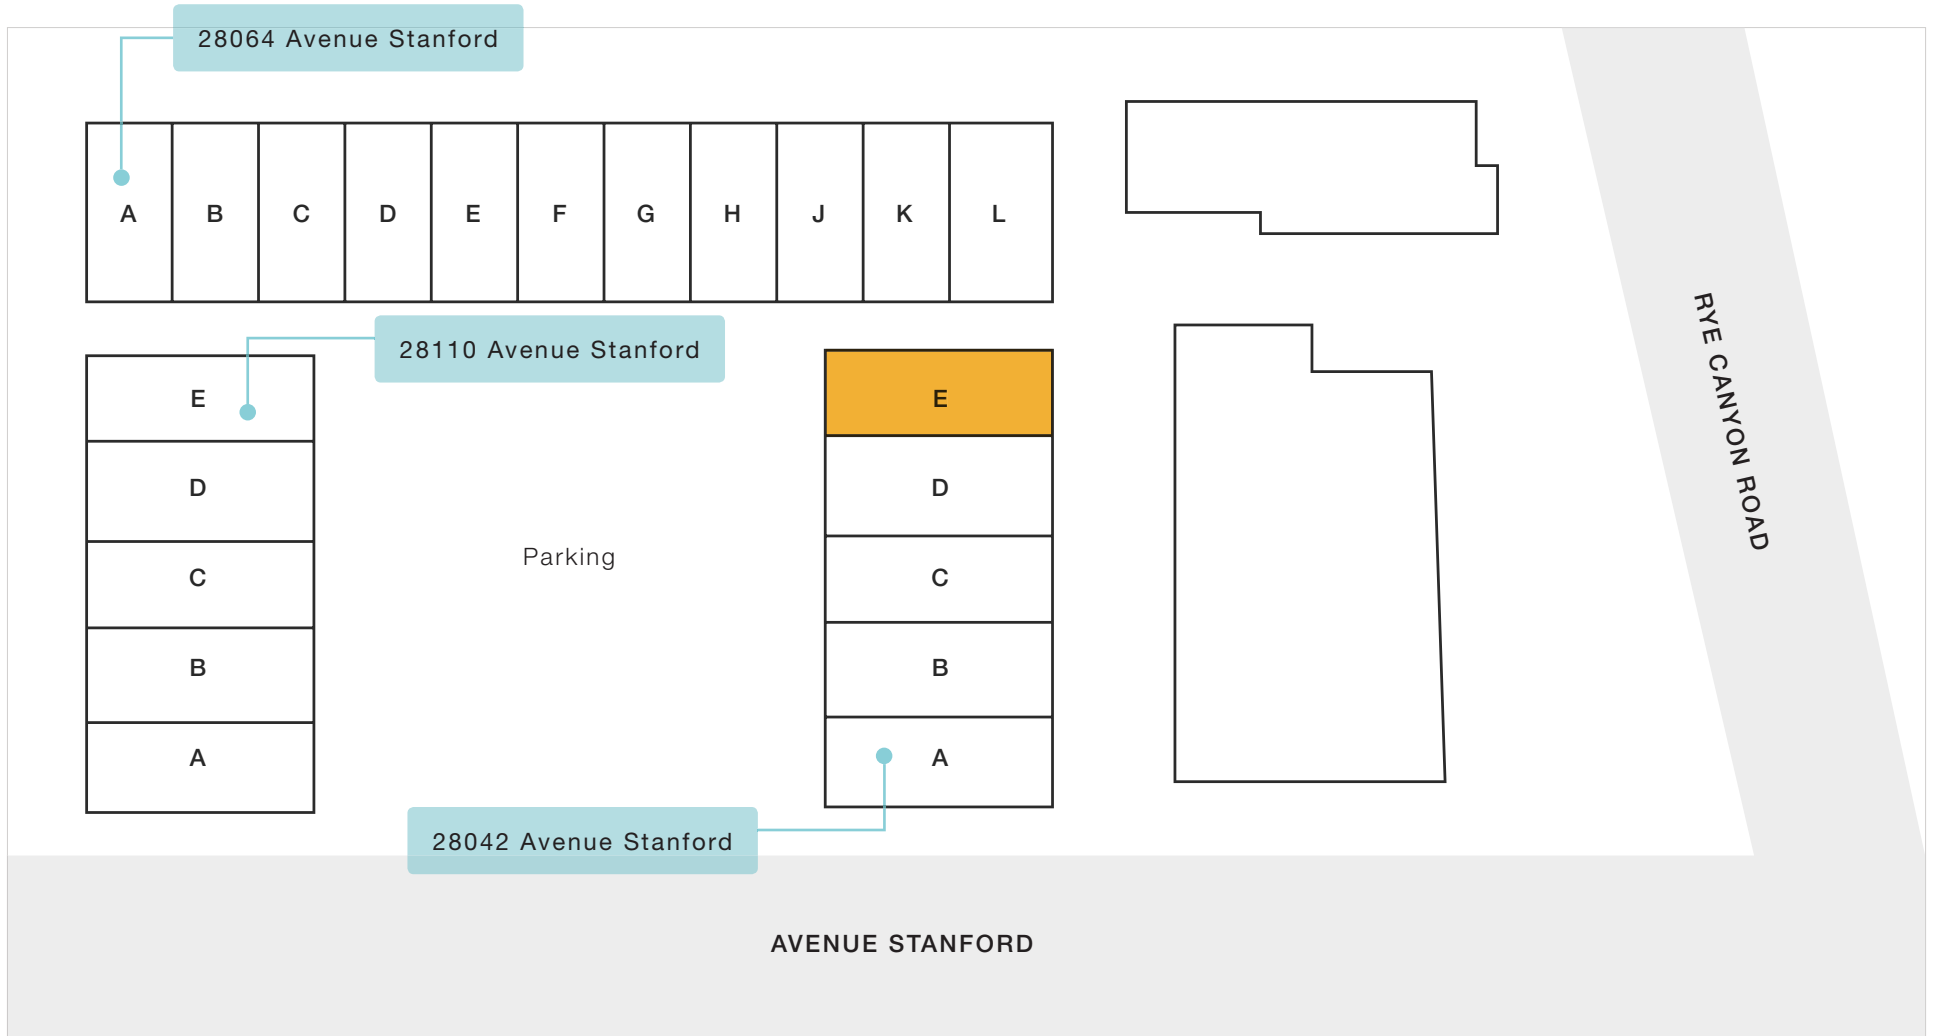 28064 Avenue Stanford
A B C D E F G H J K L
28110 Avenue Stanford
E
D
C
B
A
Parking
E
D
C
B
A
28042 Avenue Stanford
RYE CANYON ROAD
AVENUE STANFORD